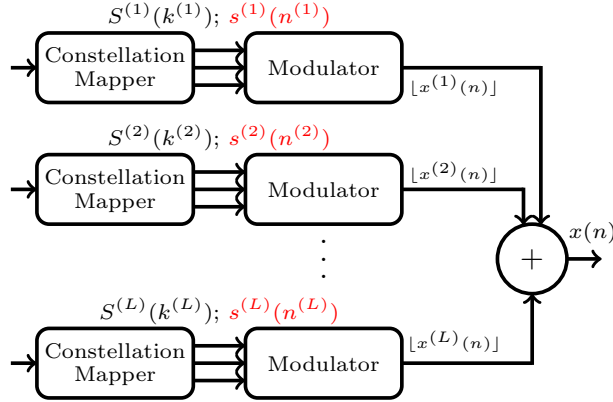 S^{(1)}(k^{(1)}); s^{(1)}(n^{(1)})
Constellation
Mapper
Modulator
⌊x^{(1)}(n)⌋
S^{(2)}(k^{(2)}); s^{(2)}(n^{(2)})
Constellation
Mapper
Modulator
⌊x^{(2)}(n)⌋
x(n)
+
S^{(L)}(k^{(L)}); s^{(L)}(n^{(L)})
Constellation
Mapper
Modulator
⌊x^{(L)}(n)⌋